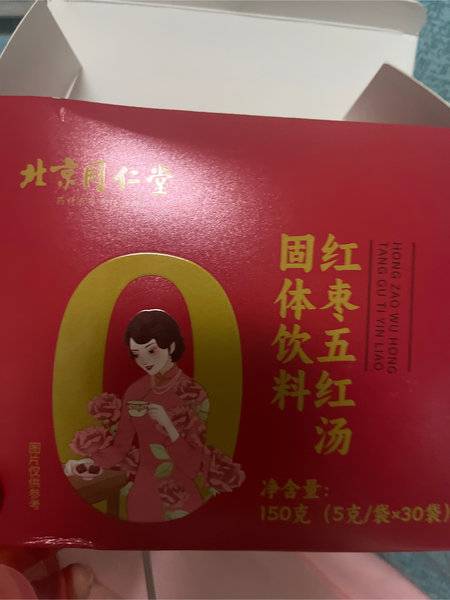 北京同仁堂
红枣五红汤
固体饮料
HONG ZAO WU HONG
TANG GU TI YIN LIAO
净含量：
150克（5克/袋×30袋）
图片仅供参考